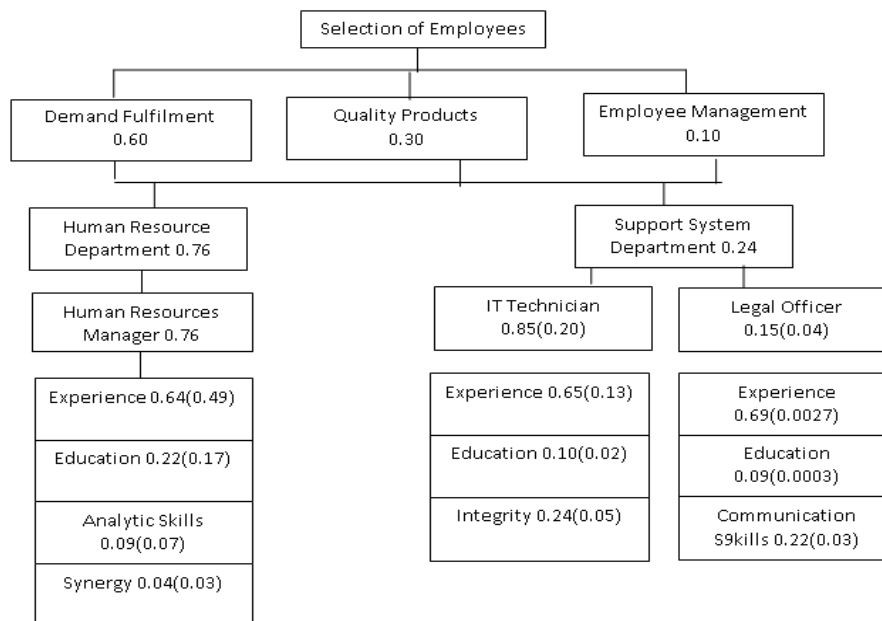 Selection of Employees
Demand Fulfilment
0.60
Quality Products
0.30
Employee Management
0.10
Human Resource
Department 0.76
Support System
Department 0.24
Human Resources
Manager 0.76
IT Technician
0.85(0.20)
Legal Officer
0.15(0.04)
Experience 0.64(0.49)
Education 0.22(0.17)
Analytic Skills
0.09(0.07)
Synergy 0.04(0.03)
Experience 0.65(0.13)
Education 0.10(0.02)
Integrity 0.24(0.05)
Experience
0.69(0.0027)
Education
0.09(0.0003)
Communication
S9kills 0.22(0.03)